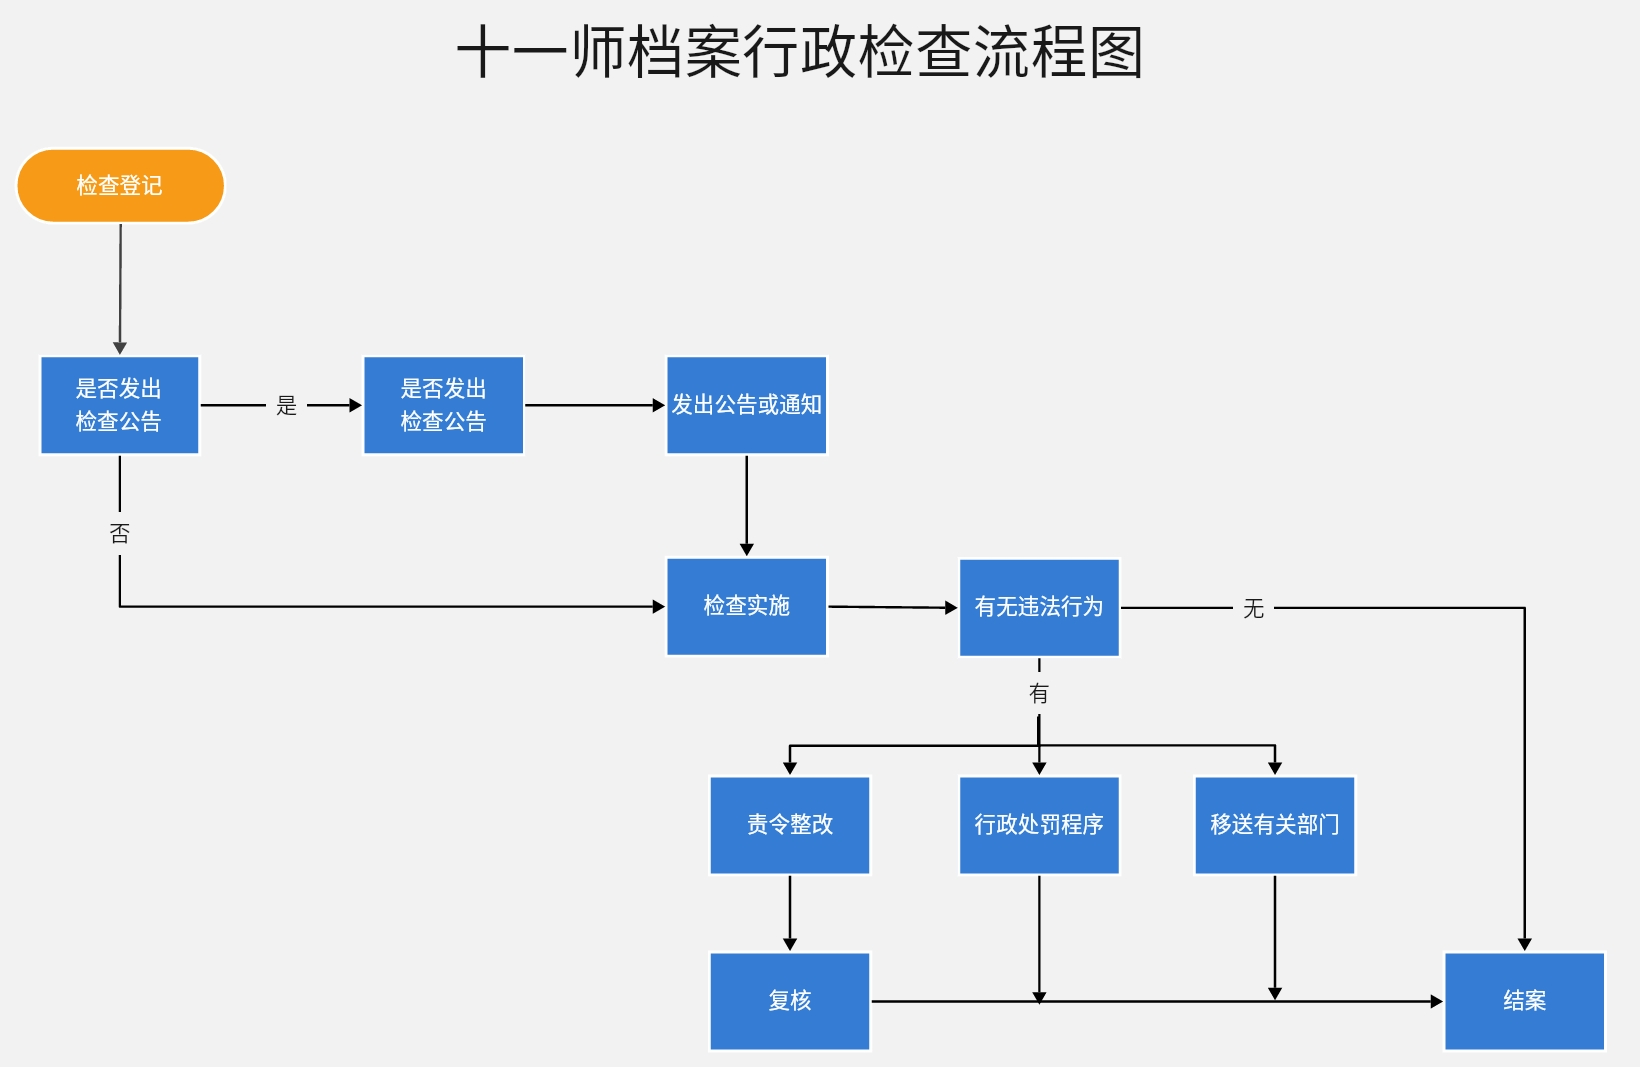 十一师档案行政检查流程图
检查登记
是否发出
检查公告
是
是否发出
检查公告
发出公告或通知
否
检查实施
有无违法行为
无
有
责令整改
行政处罚程序
移送有关部门
复核
结案